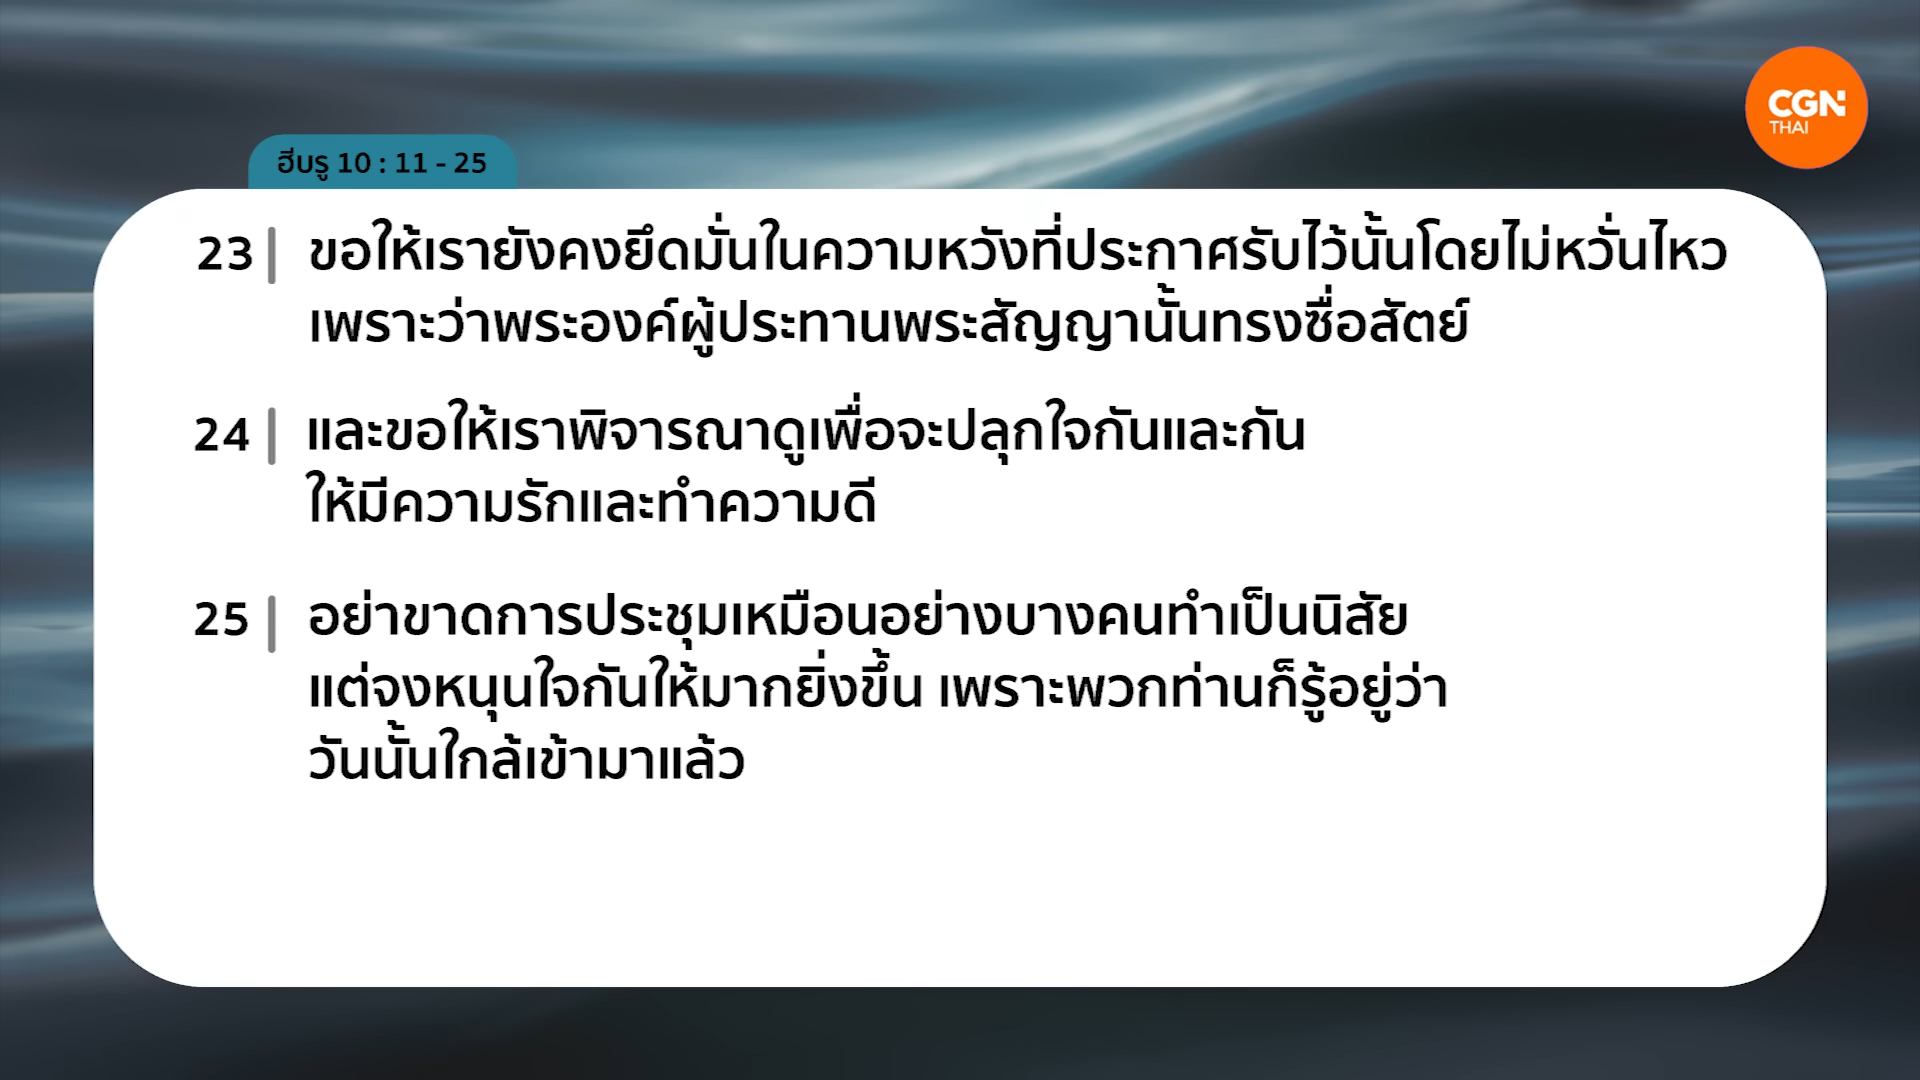 CGN
THAI
ฮีบรู 10 : 11 - 25
23 ขอให้เรายังคงยึดมั่นในความหวังที่ประกาศรับไว้นั้นโดยไม่หวั่นไหว
เพราะว่าพระองค์ผู้ประทานพระสัญญานั้นทรงซื่อสัตย์
24 และขอให้เราพิจารณาดูเพื่อจะปลุกใจกันและกัน
ให้มีความรักและทำความดี
25 อย่าขาดการประชุมเหมือนอย่างบางคนทำเป็นนิสัย
แต่จงหนุนใจกันให้มากยิ่งขึ้น เพราะพวกท่านก็รู้อยู่ว่า
วันนั้นใกล้เข้ามาแล้ว